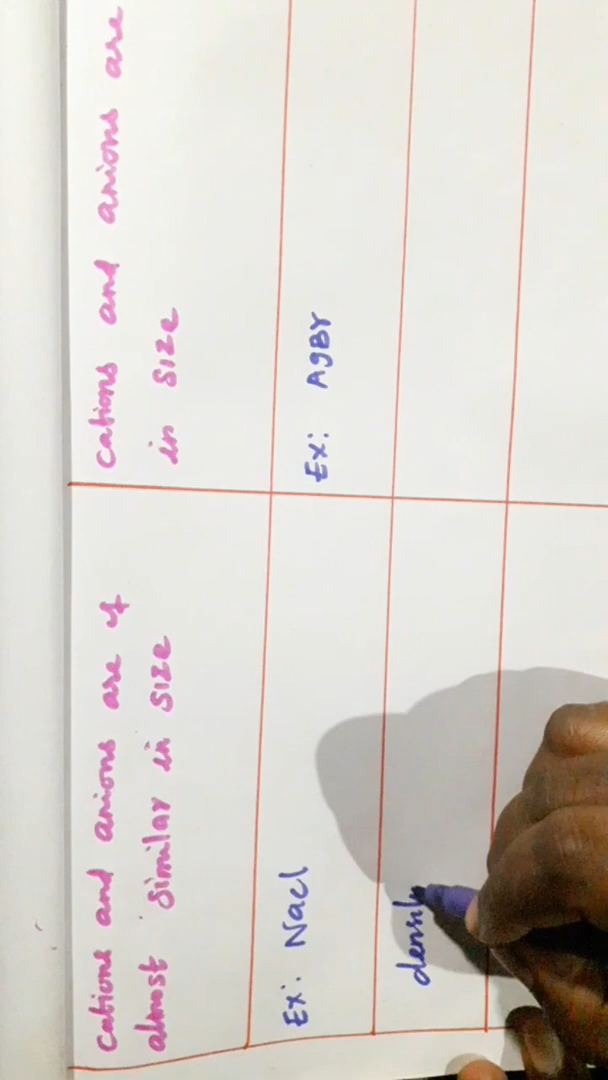 cations and anions are of
almost similar in size
cations and anions are
in size
Ex: Nacl
Ex: AgBr